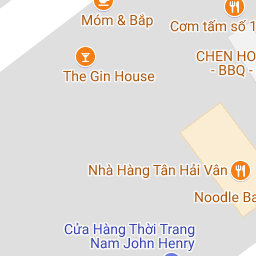 Móm & Bắp
Cơm tấm số 1
CHEN HO
- BBQ -
The Gin House
Nhà Hàng Tân Hải Vân
Noodle Ba
Cửa Hàng Thời Trang
Nam John Henry